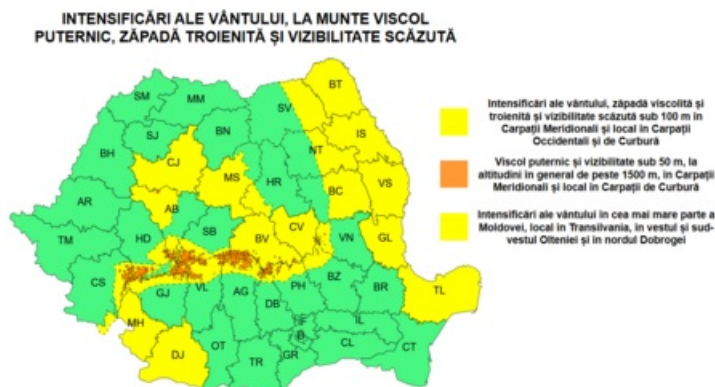 INTENSIFICĂRI ALE VÂNTULUI, LA MUNTE VISCOL
PUTERNIC, ZĂPADĂ TROIENITĂ ȘI VIZIBILITATE SCĂZUTĂ
BT
SM
MM
SV
SJ
BN
IS
BH
CJ
NT
MS
HR
BC
VS
AR
AB
TM
HD
SB
BV
CV
VN
GL
CS
GJ
VL
AG
PH
BZ
BR
TL
DB
MH
IF
B
IL
DJ
OT
TR
GR
CL
CT
Intensificări ale vântului, zăpadă viscolită și
troienită și vizibilitate scăzută sub 100 m în
Carpații Meridionali și local în Carpații
Occidentali și de Curbură
Viscol puternic și vizibilitate sub 50 m, la
altitudini în general de peste 1500 m, în Carpații
Meridionali și local în Carpații de Curbură
Intensificări ale vântului în cea mai mare parte a
Moldovei, local în Transilvania, în vestul și sud-
vestul Olteniei și în nordul Dobrogei